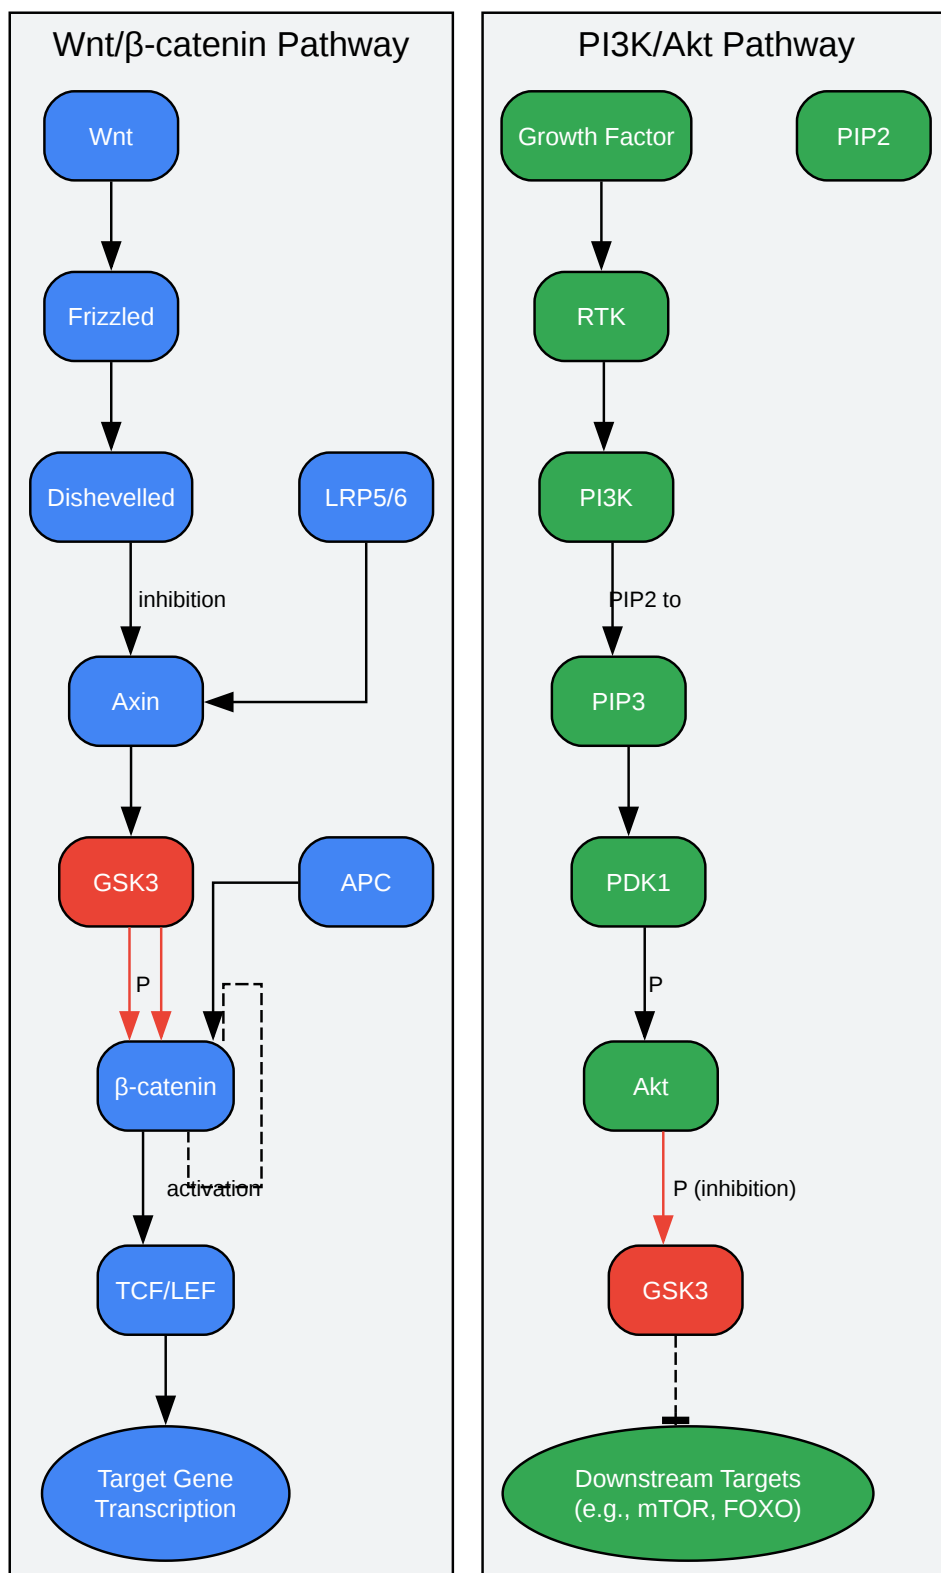 Wnt/β-catenin Pathway
Wnt
Frizzled
Dishevelled
LRP5/6
inhibition
Axin
GSK3
APC
P
β-catenin
activation
TCF/LEF
Target Gene
Transcription
PI3K/Akt Pathway
Growth Factor
PIP2
RTK
PI3K
PIP2 to
PIP3
PDK1
P
Akt
P (inhibition)
GSK3
Downstream Targets
(e.g., mTOR, FOXO)